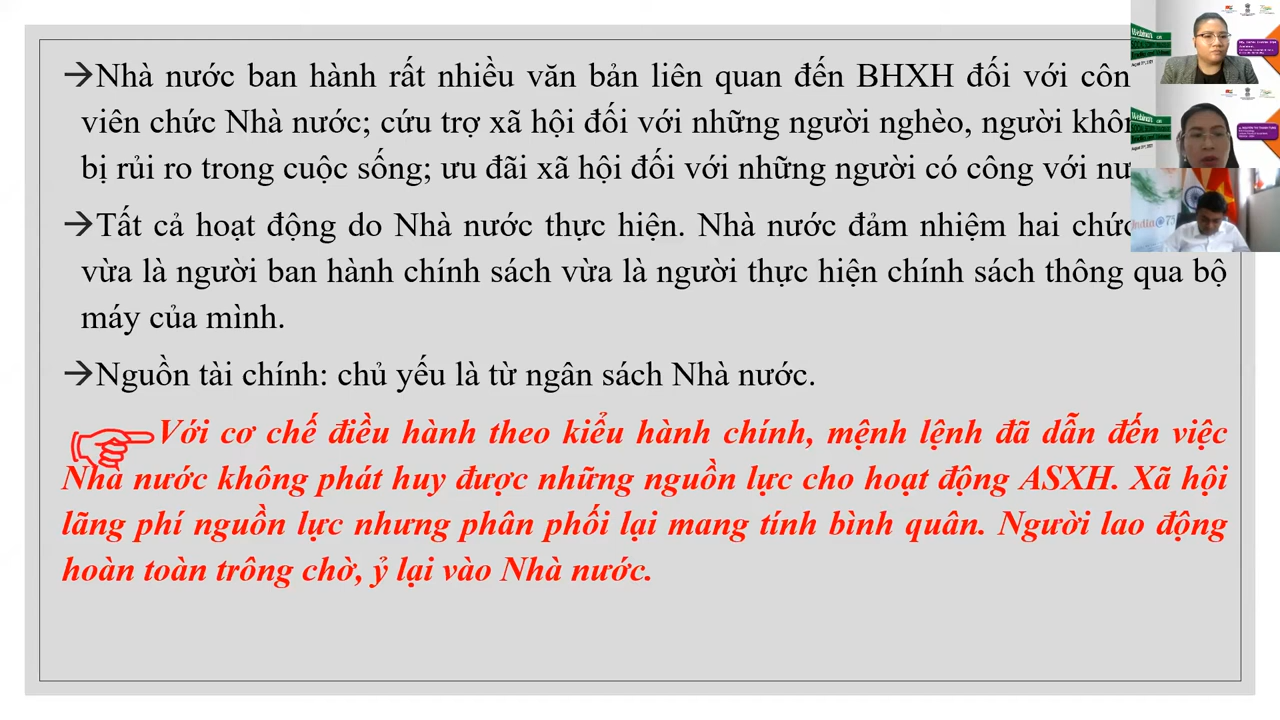 →Nhà nước ban hành rất nhiều văn bản liên quan đến BHXH đối với
viên chức Nhà nước; cứu trợ xã hội đối với những người nghèo, người
bị rủi ro trong cuộc sống; ưu đãi xã hội đối với những người có công với
→Tất cả hoạt động do Nhà nước thực hiện. Nhà nước đảm nhiệm hai
vừa là người ban hành chính sách vừa là người thực hiện chính sách thông qua bộ
máy của mình.
→Nguồn tài chính: chủ yếu là từ ngân sách Nhà nước.
Với cơ chế điều hành theo kiểu hành chính, mệnh lệnh đã dẫn đến việc
Nhà nước không phát huy được những nguồn lực cho hoạt động ASXH. Xã hội
lãng phí nguồn lực nhưng phân phối lại mang tính bình quân. Người lao động
hoàn toàn trông chờ, ỷ lại vào Nhà nước.
Webinar
Webinar
India@75